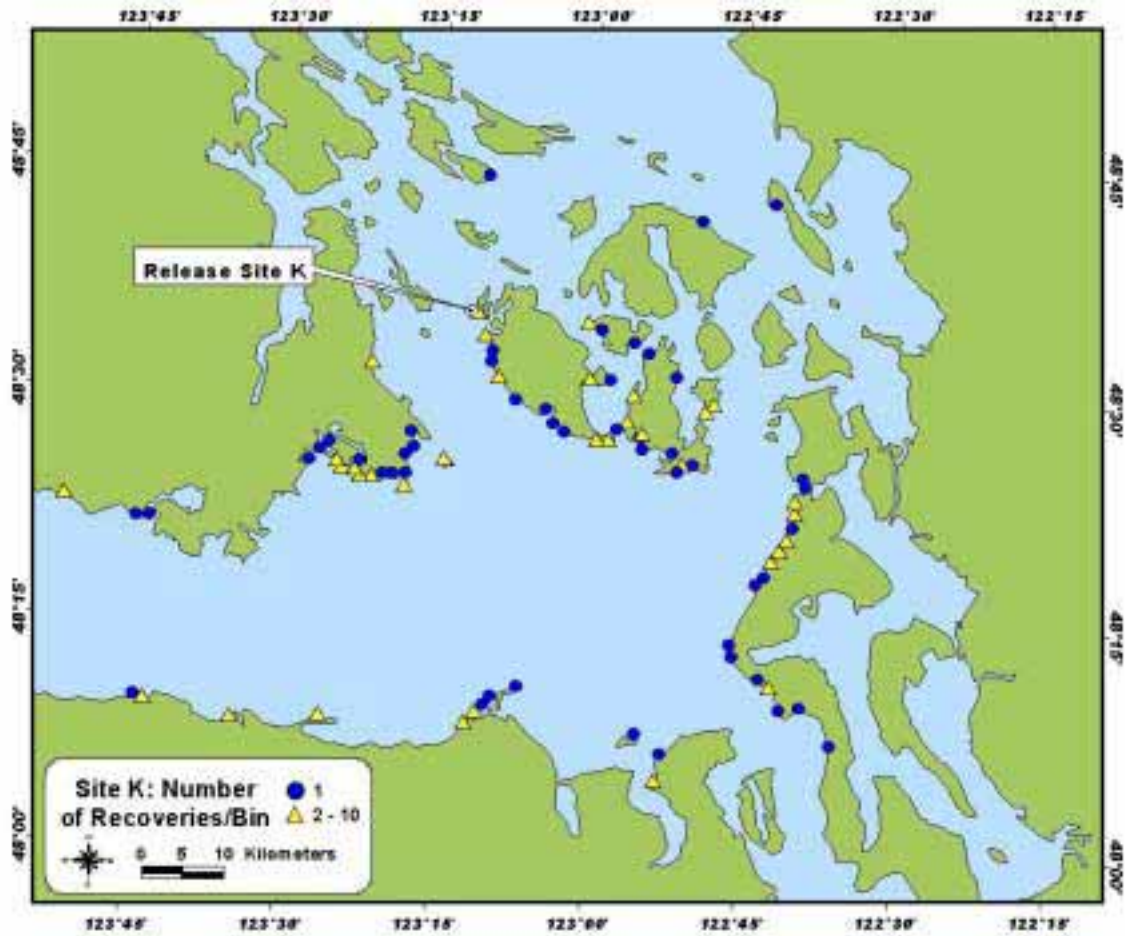 123°45' 123°30' 123°15' 123°00' 122°45' 122°30' 122°15'
48°45' 48°45'
Release Site K
48°30' 48°30'
48°15' 48°15'
Site K: Number
of Recoveries/Bin
1
2 - 10
0 5 10 Kilometers
48°00' 48°00'
123°45' 123°30' 123°15' 123°00' 122°45' 122°30' 122°15'